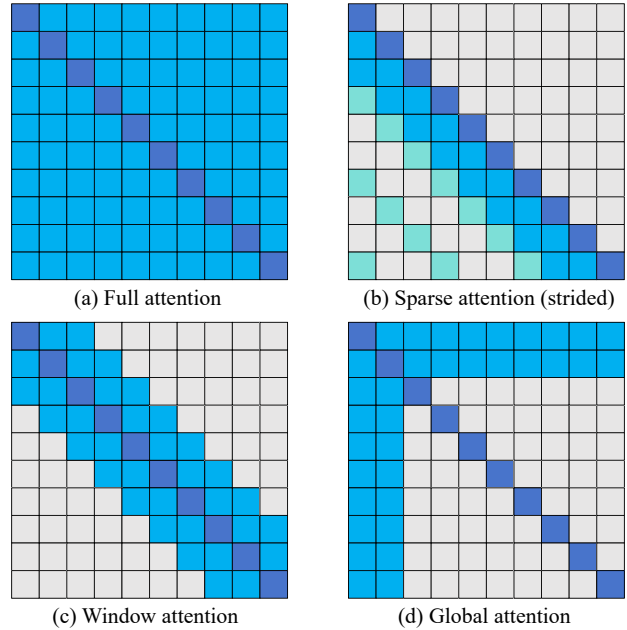 (a) Full attention
(b) Sparse attention (strided)
(c) Window attention
(d) Global attention